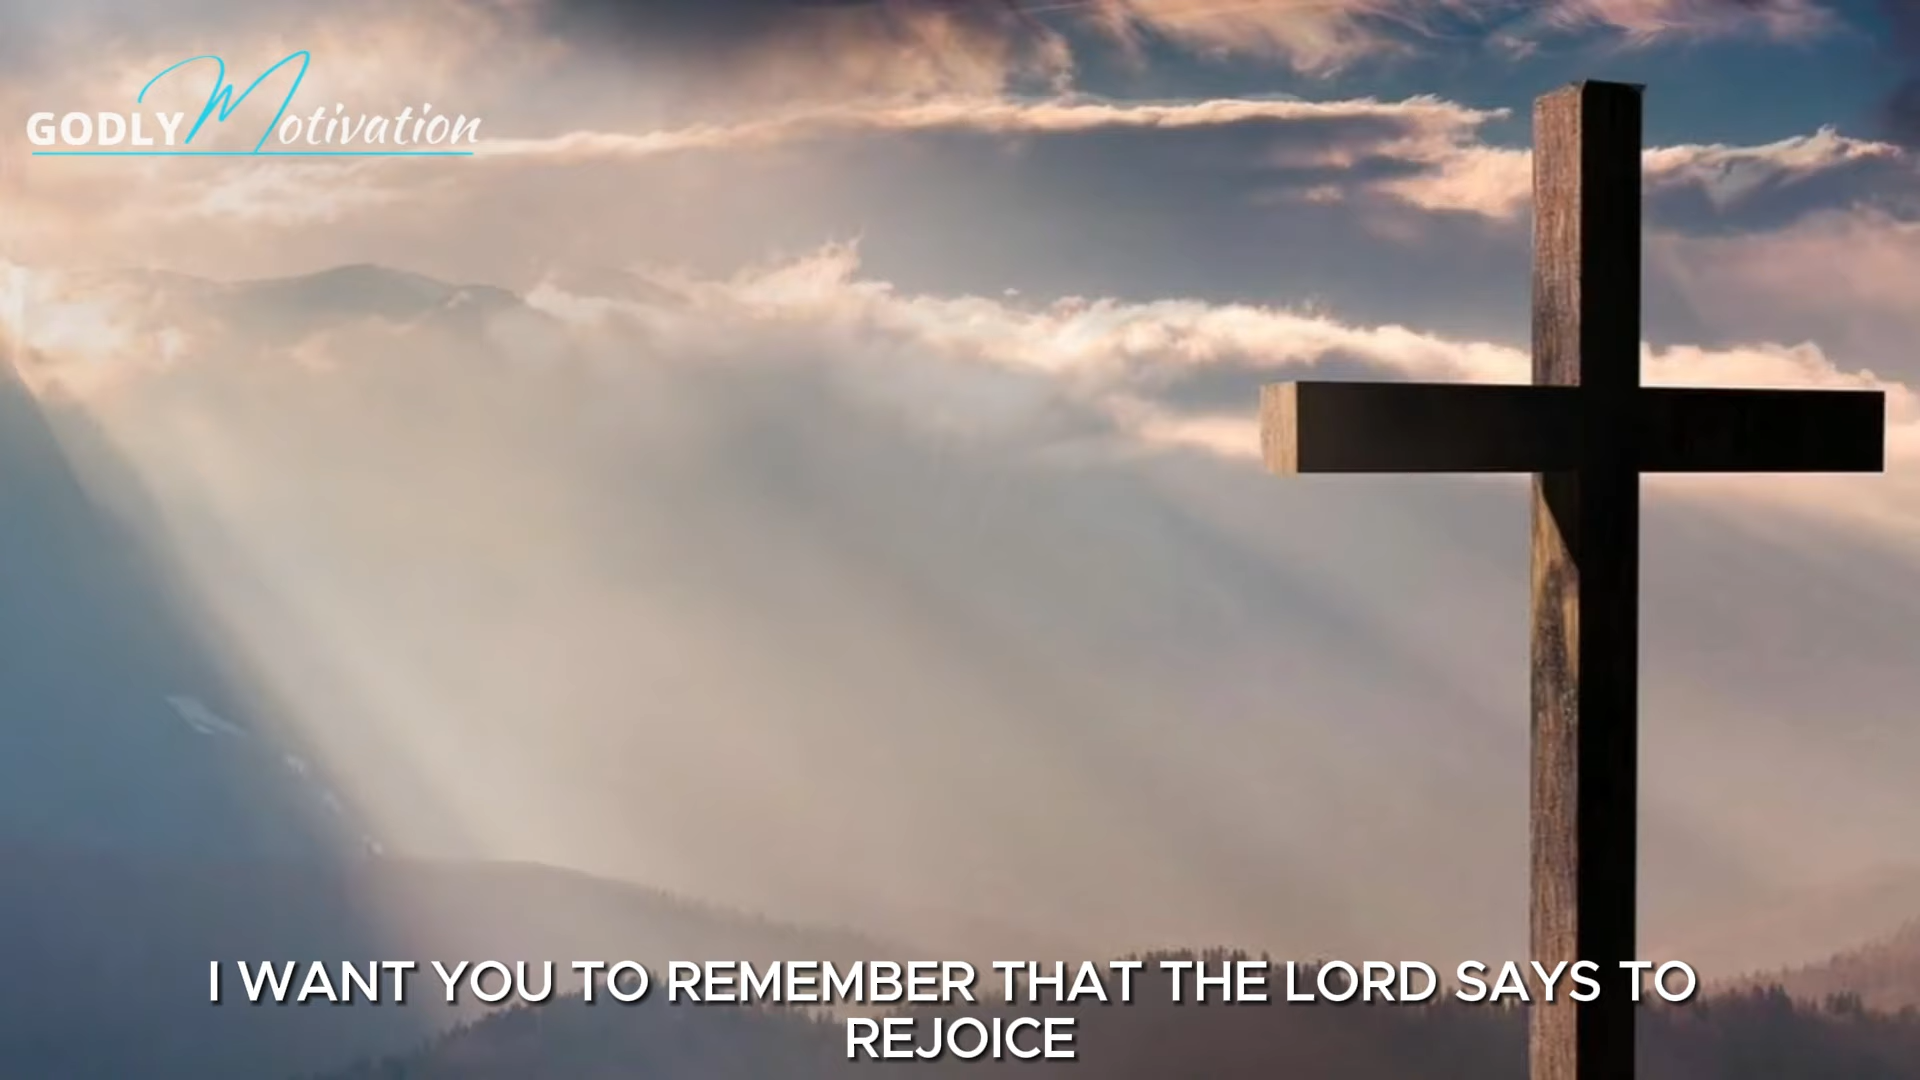 GODLY Motivation
I WANT YOU TO REMEMBER THAT THE LORD SAYS TO
REJOICE